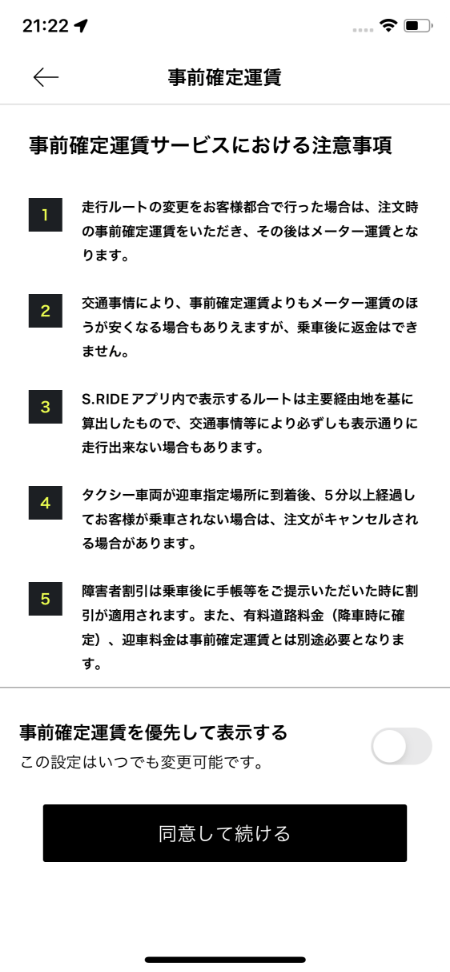 21:22
事前確定運賃
事前確定運賃サービスにおける注意事項
1
走行ルートの変更をお客様都合で行った場合は、注文時
の事前確定運賃をいただき、その後はメーター運賃とな
ります。
2
交通事情により、事前確定運賃よりもメーター運賃のほ
うが安くなる場合もありえますが、乗車後に返金はでき
ません。
3
S.RIDE アプリ内で表示するルートは主要経由地を基に
算出したもので、交通事情等により必ずしも表示通りに
走行出来ない場合もあります。
4
タクシー車両が迎車指定場所に到着後、5分以上経過し
てお客様が乗車されない場合は、注文がキャンセルされ
る場合があります。
5
障害者割引は乗車後に手帳等をご提示いただいた時に割
引が適用されます。また、有料道路料金（降車時に確
定）、迎車料金は事前確定運賃とは別途必要となりま
す。
事前確定運賃を優先して表示する
この設定はいつでも変更可能です。
同意して続ける